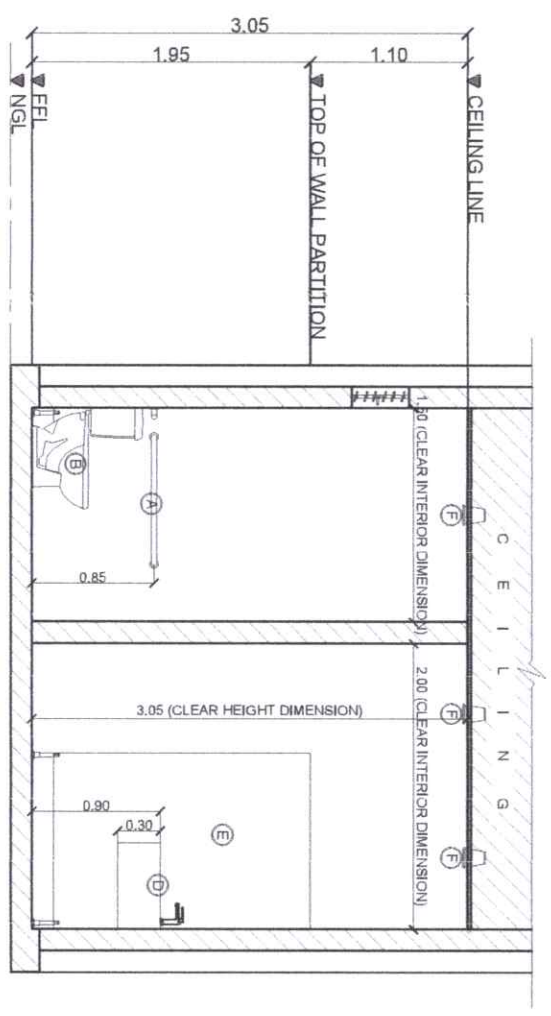 3.05
1.95
1.10
NGL
FFL
TOP OF WALL PARTITION
CEILING LINE
1.50 (CLEAR INTERIOR DIMENSION)
2.00 (CLEAR INTERIOR DIMENSION)
CEILING
F
F
F
A
B
0.85
3.05 (CLEAR HEIGHT DIMENSION)
0.90
0.30
E
D